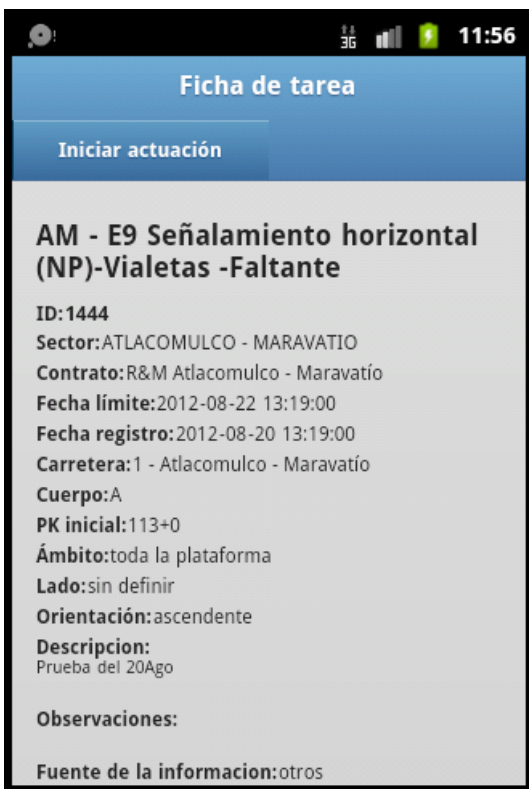 3G 11:56
Ficha de tarea
Iniciar actuación
AM - E9 Señalamiento horizontal
(NP)-Vialetas -Faltante
ID:1444
Sector:ATLACOMULCO - MARAVATIO
Contrato:R&M Atlacomulco - Maravatío
Fecha límite:2012-08-22 13:19:00
Fecha registro:2012-08-20 13:19:00
Carretera:1 - Atlacomulco - Maravatío
Cuerpo:A
PK inicial:113+0
Ámbito:toda la plataforma
Lado:sin definir
Orientación:ascendente
Descripcion:
Prueba del 20Ago
Observaciones:
Fuente de la informacion:otros